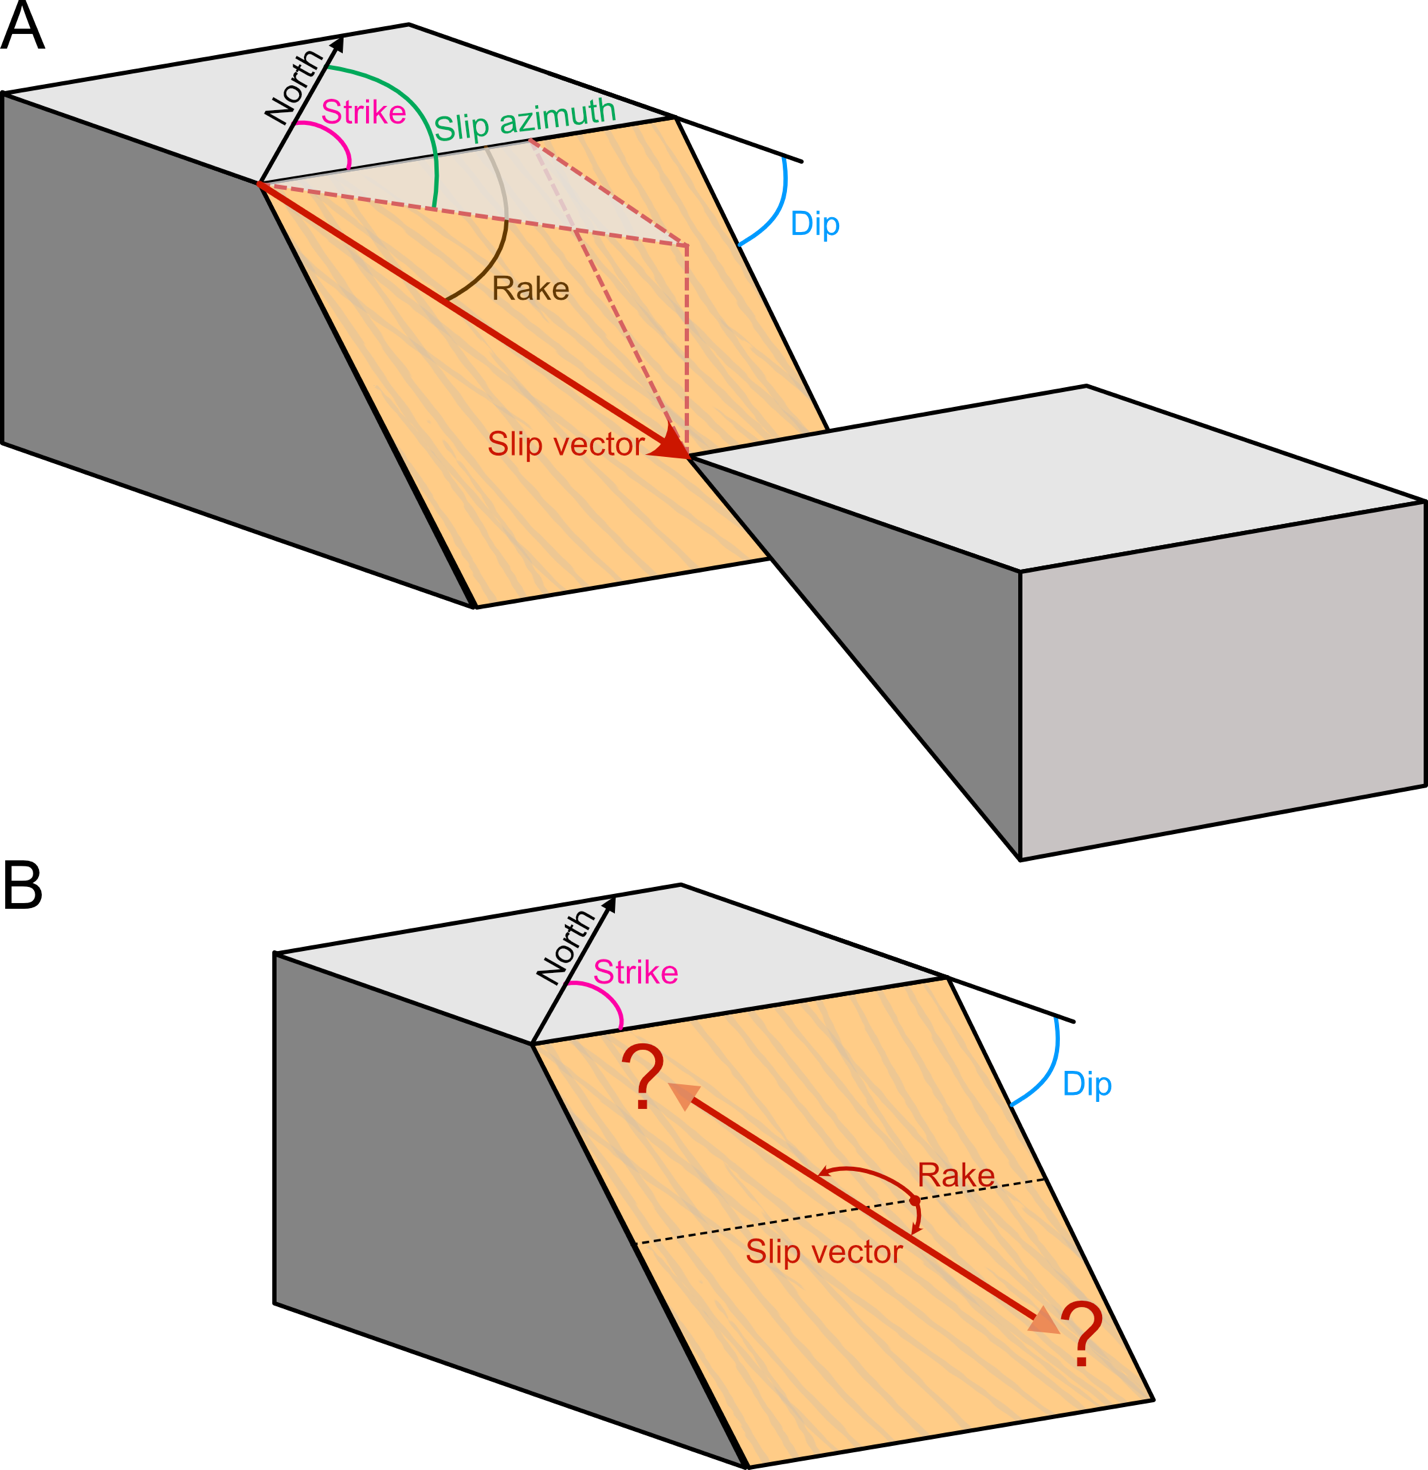 A
North
Strike
Slip azimuth
Dip
Rake
Slip vector
B
North
Strike
Dip
?
Rake
Slip vector
?